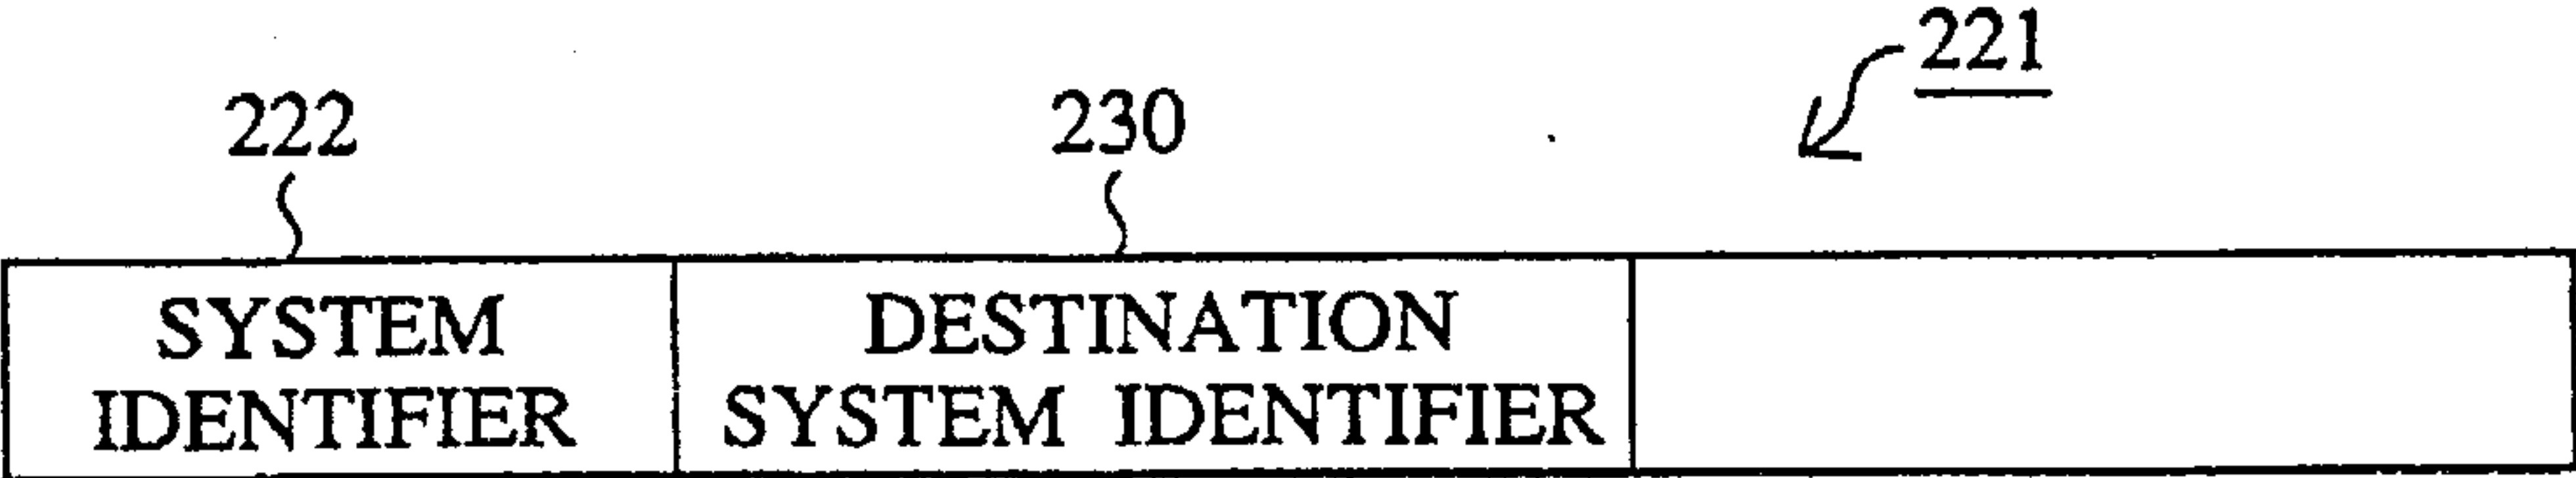 221
222
230
SYSTEM
IDENTIFIER
DESTINATION
SYSTEM IDENTIFIER